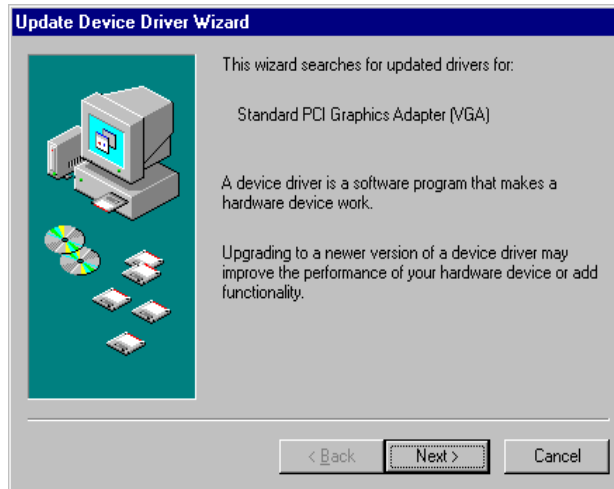 Update Device Driver Wizard
This wizard searches for updated drivers for:
Standard PCI Graphics Adapter (VGA)
A device driver is a software program that makes a
hardware device work.
Upgrading to a newer version of a device driver may
improve the performance of your hardware device or add
functionality.
< Back
Next >
Cancel